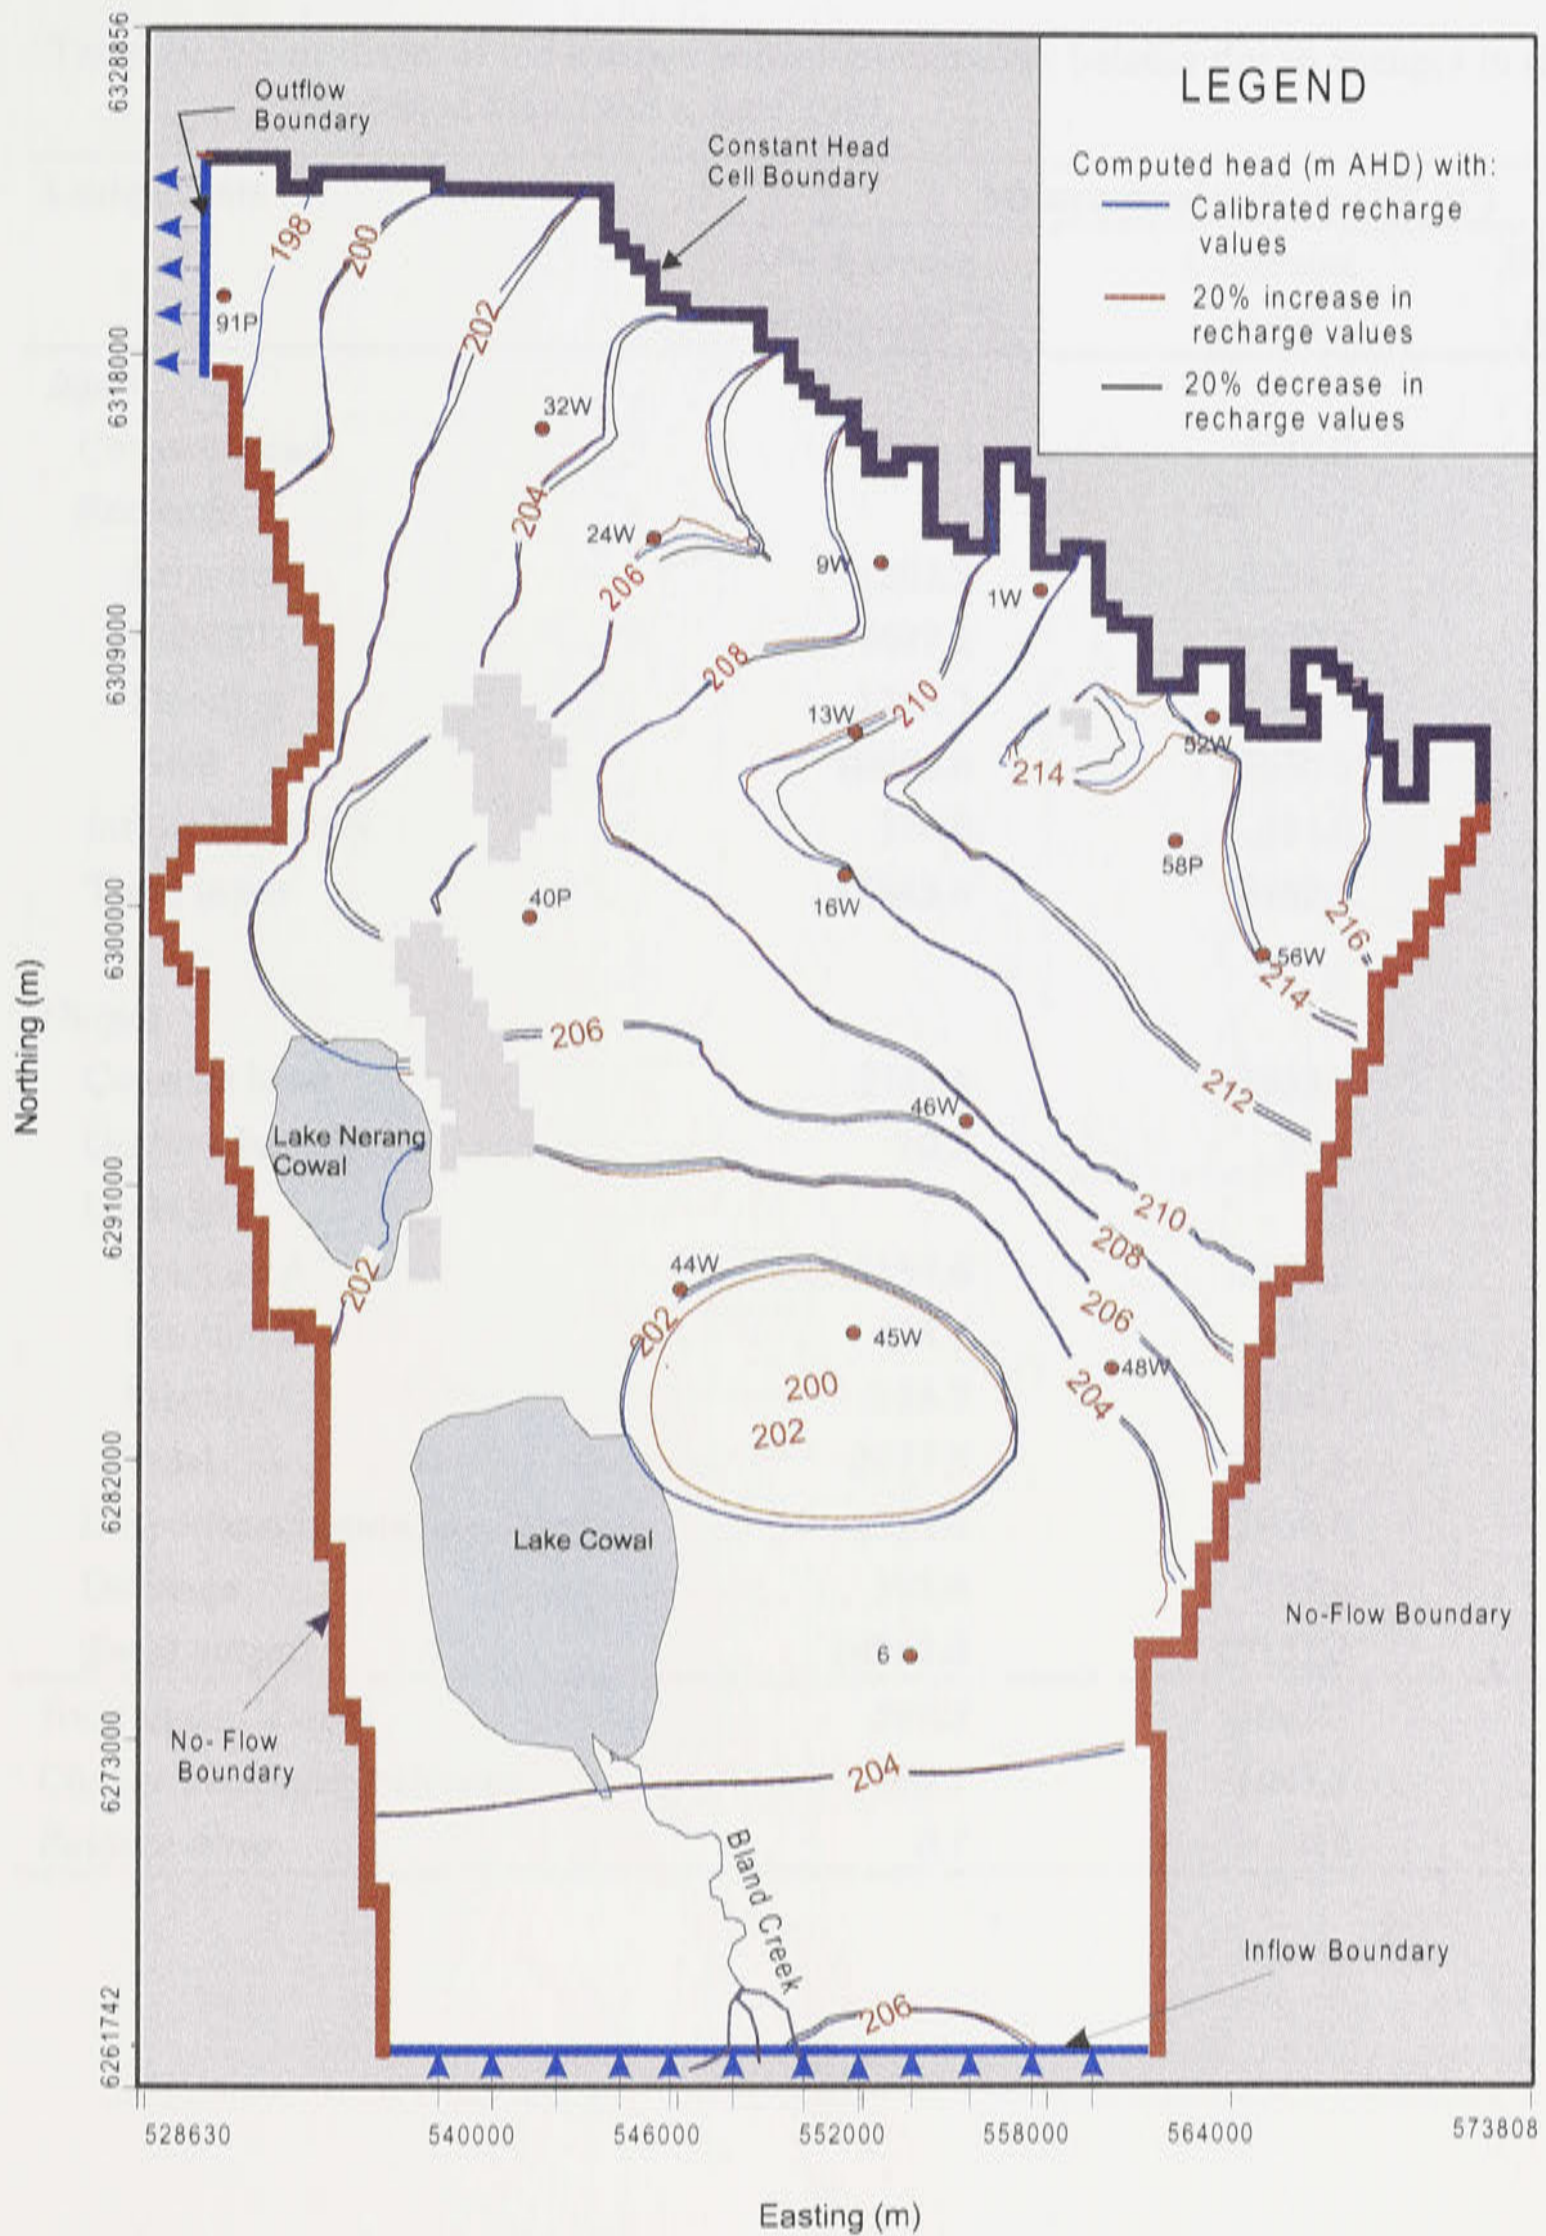 LEGEND
Computed head (m AHD) with:
Calibrated recharge
values
20% increase in
recharge values
20% decrease in
recharge values
Outflow
Boundary
Constant Head
Cell Boundary
198
200
202
91P
32W
204
24W
206
9W
1W
208
13W
210
52W
214
58P
16W
40P
216
56W
214
206
212
46W
Lake Nerang
Cowal
210
208
202
44W
206
202
45W
48W
200
204
202
Lake Cowal
No-Flow Boundary
6
No- Flow
Boundary
204
Bland Creek
Inflow Boundary
206
Northing (m)
6328856
6318000
6309000
6300000
6291000
6282000
6273000
6261742
528630
540000
546000
552000
558000
564000
573808
Easting (m)